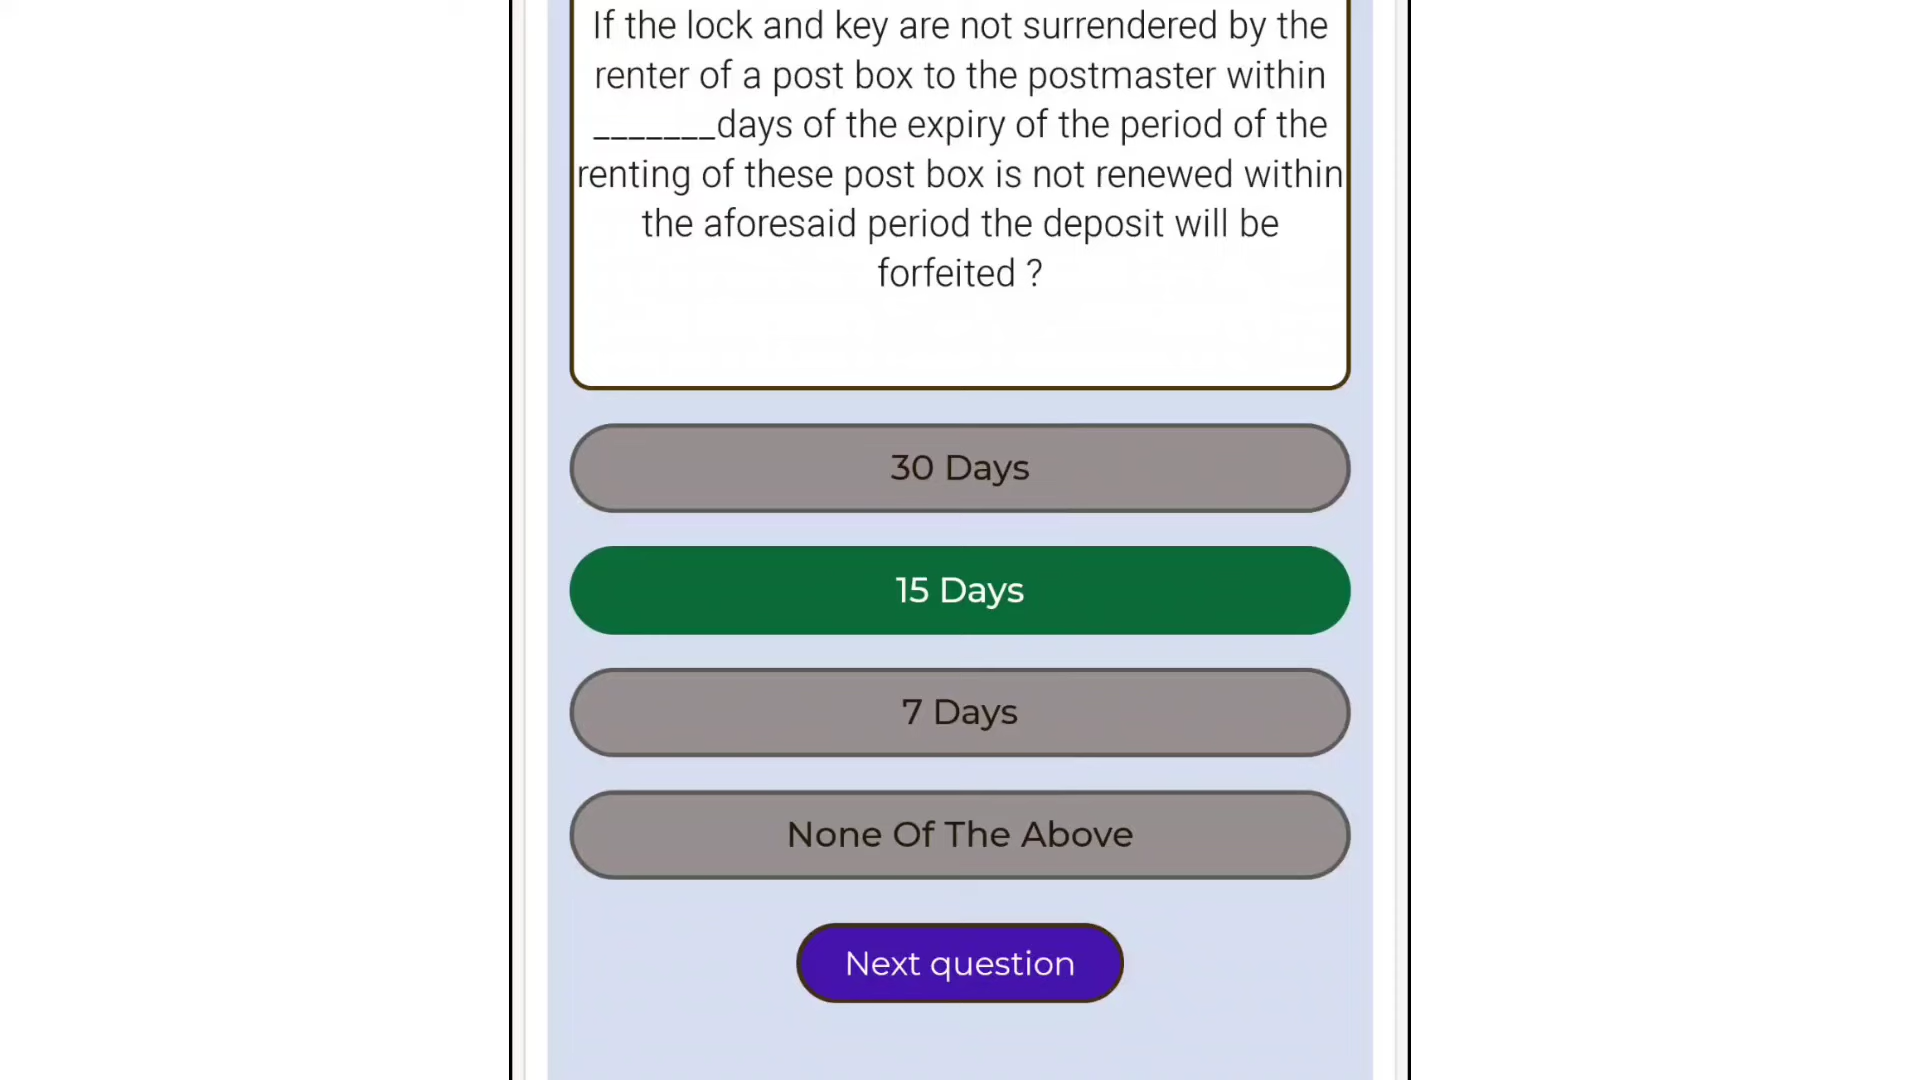 If the lock and key are not surrendered by the
renter of a post box to the postmaster within
_______days of the expiry of the period of the
renting of these post box is not renewed within
the aforesaid period the deposit will be
forfeited ?
30 Days
15 Days
7 Days
None Of The Above
Next question